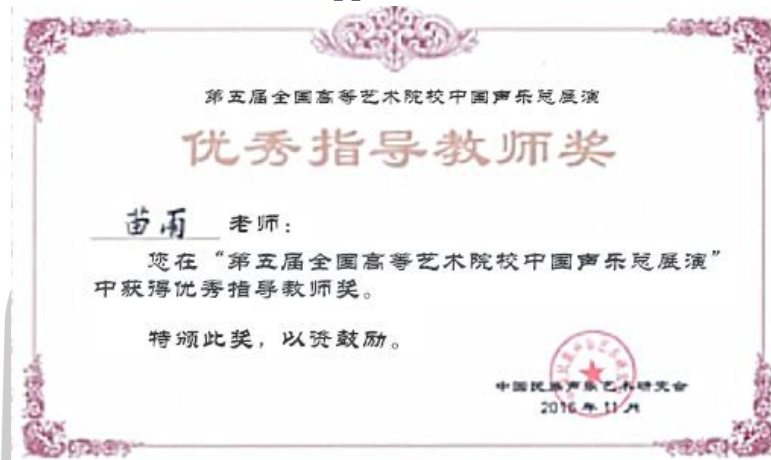 第五届全国高等艺术院校中国声乐总展演
优秀指导教师奖
苗雨 老师：
您在“第五届全国高等艺术院校中国声乐总展演”
中获得优秀指导教师奖。
特颁此奖，以资鼓励。
中国民族声乐艺术研究会
2016年11月